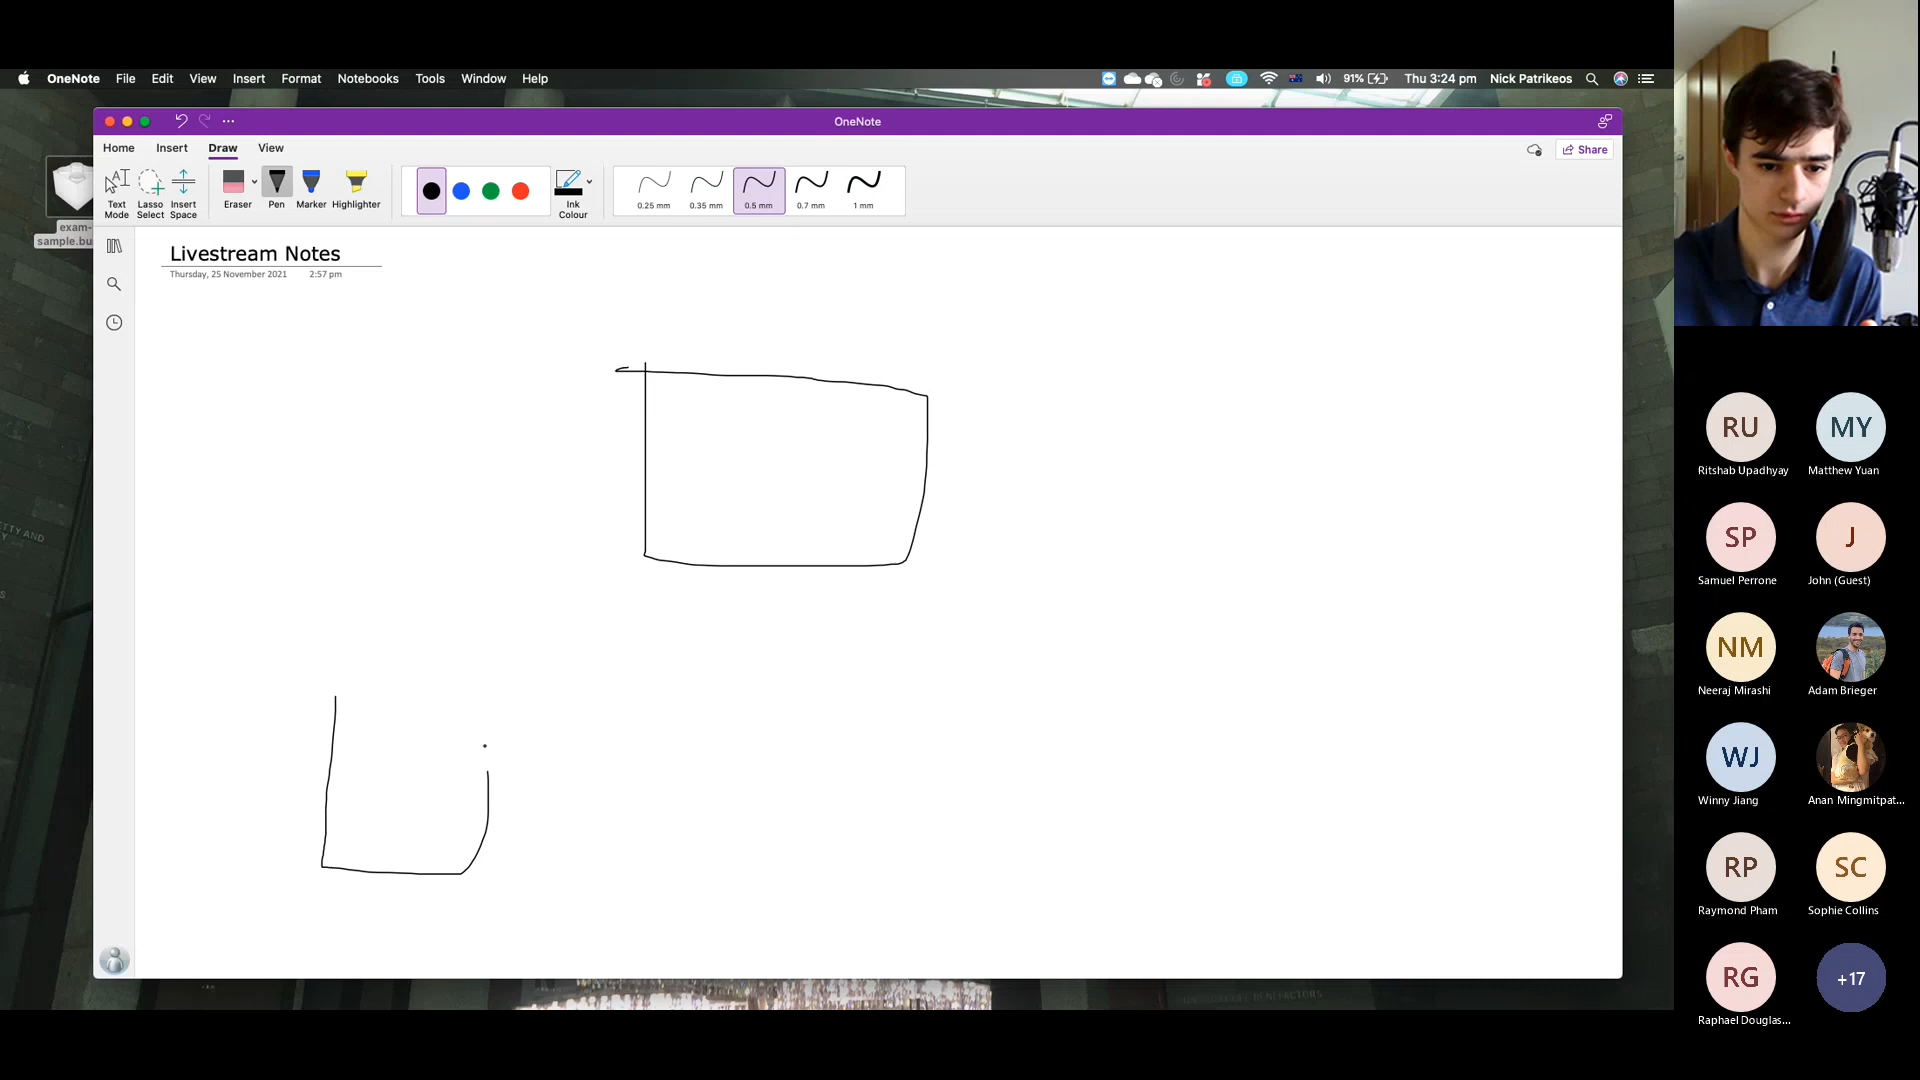 OneNote File Edit View Insert Format Notebooks Tools Window Help 91% Thu 3:24 pm Nick Patrikeos
OneNote
Home Insert Draw View Share
Text Mode Lasso Select Insert Space Eraser Pen Marker Highlighter Ink Colour 0.25 mm 0.35 mm 0.5 mm 0.7 mm 1 mm
exam-
sample.bu
Livestream Notes
Thursday, 25 November 2021 2:57 pm
RU MY
Ritshab Upadhyay Matthew Yuan
SP J
Samuel Perrone John (Guest)
NM
Neeraj Mirashi Adam Brieger
WJ
Winny Jiang Anan Mingmitpat...
RP SC
Raymond Pham Sophie Collins
RG +17
Raphael Douglas...